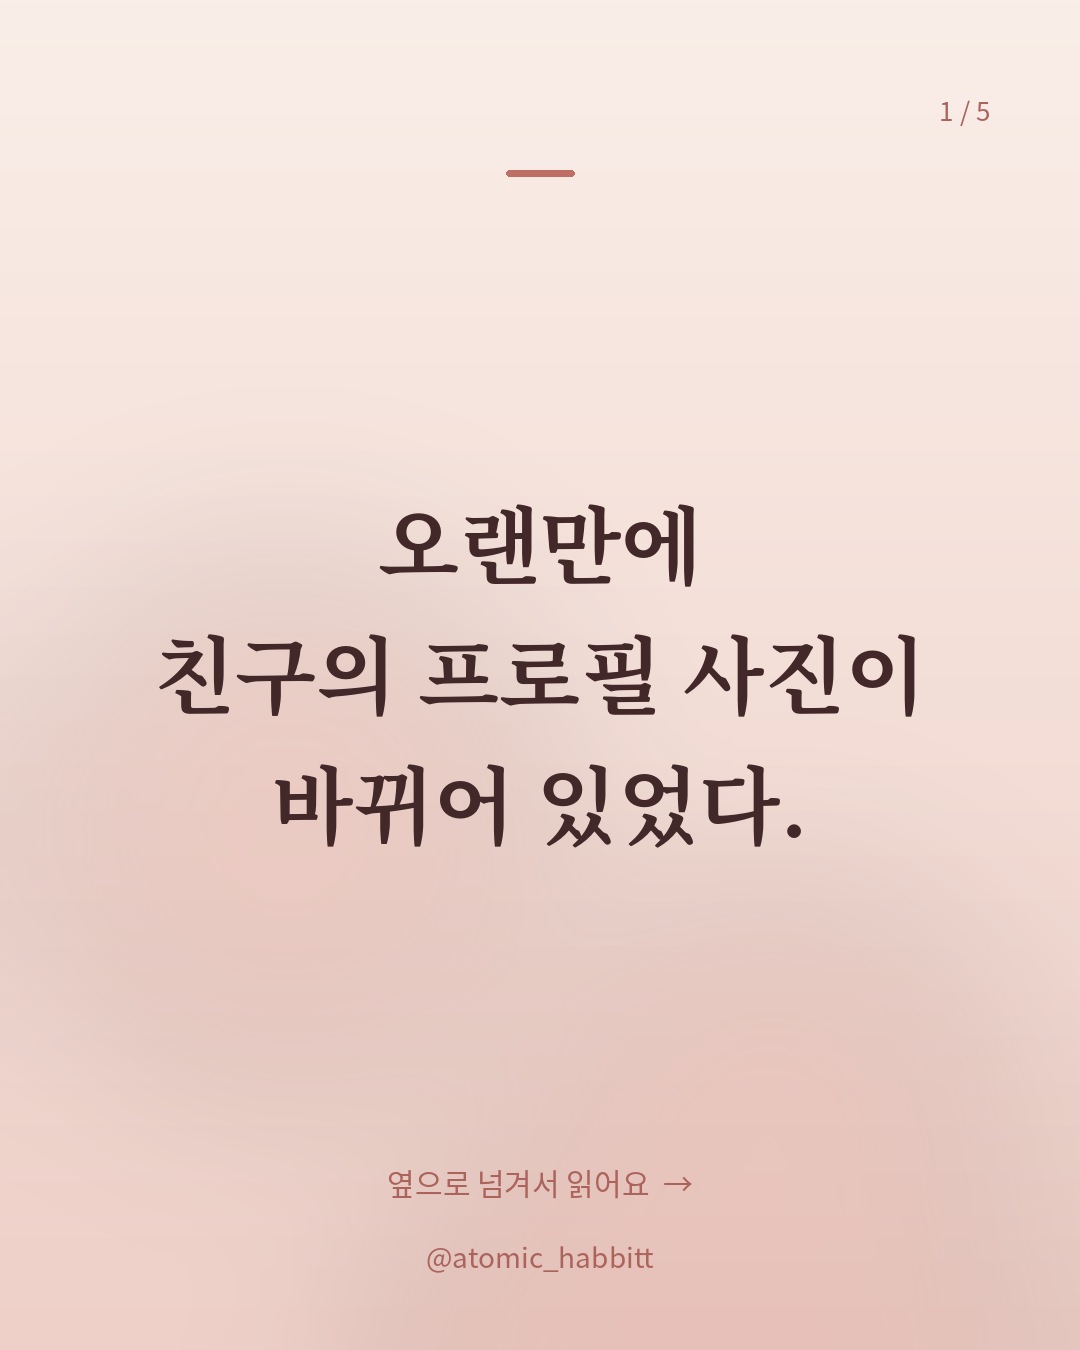 1 / 5
오랜만에
친구의 프로필 사진이
바뀌어 있었다.
옆으로 넘겨서 읽어요 →
@atomic_habbitt